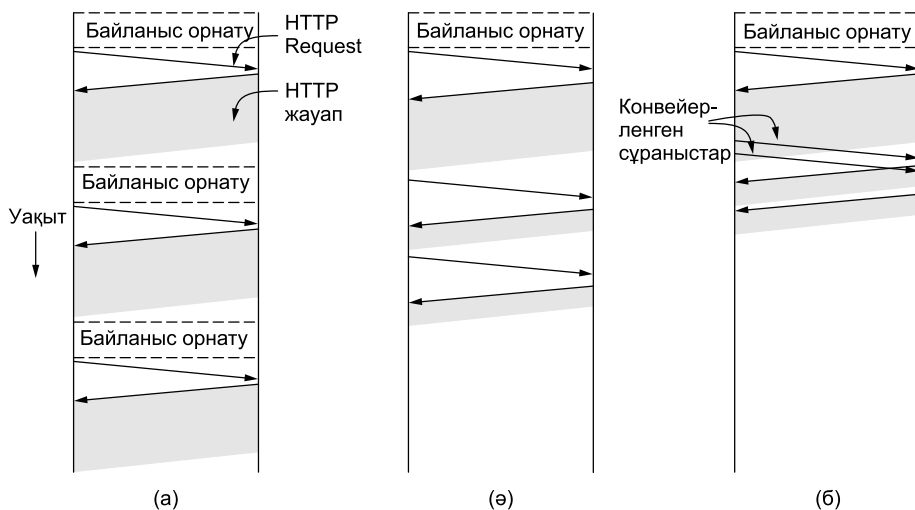 Байланыс орнату
HTTP
Request
HTTP
жауап
Байланыс орнату
Байланыс орнату
Уақыт
(а)
Байланыс орнату
(ә)
Байланыс орнату
Конвейер-
ленген
сұраныстар
(б)